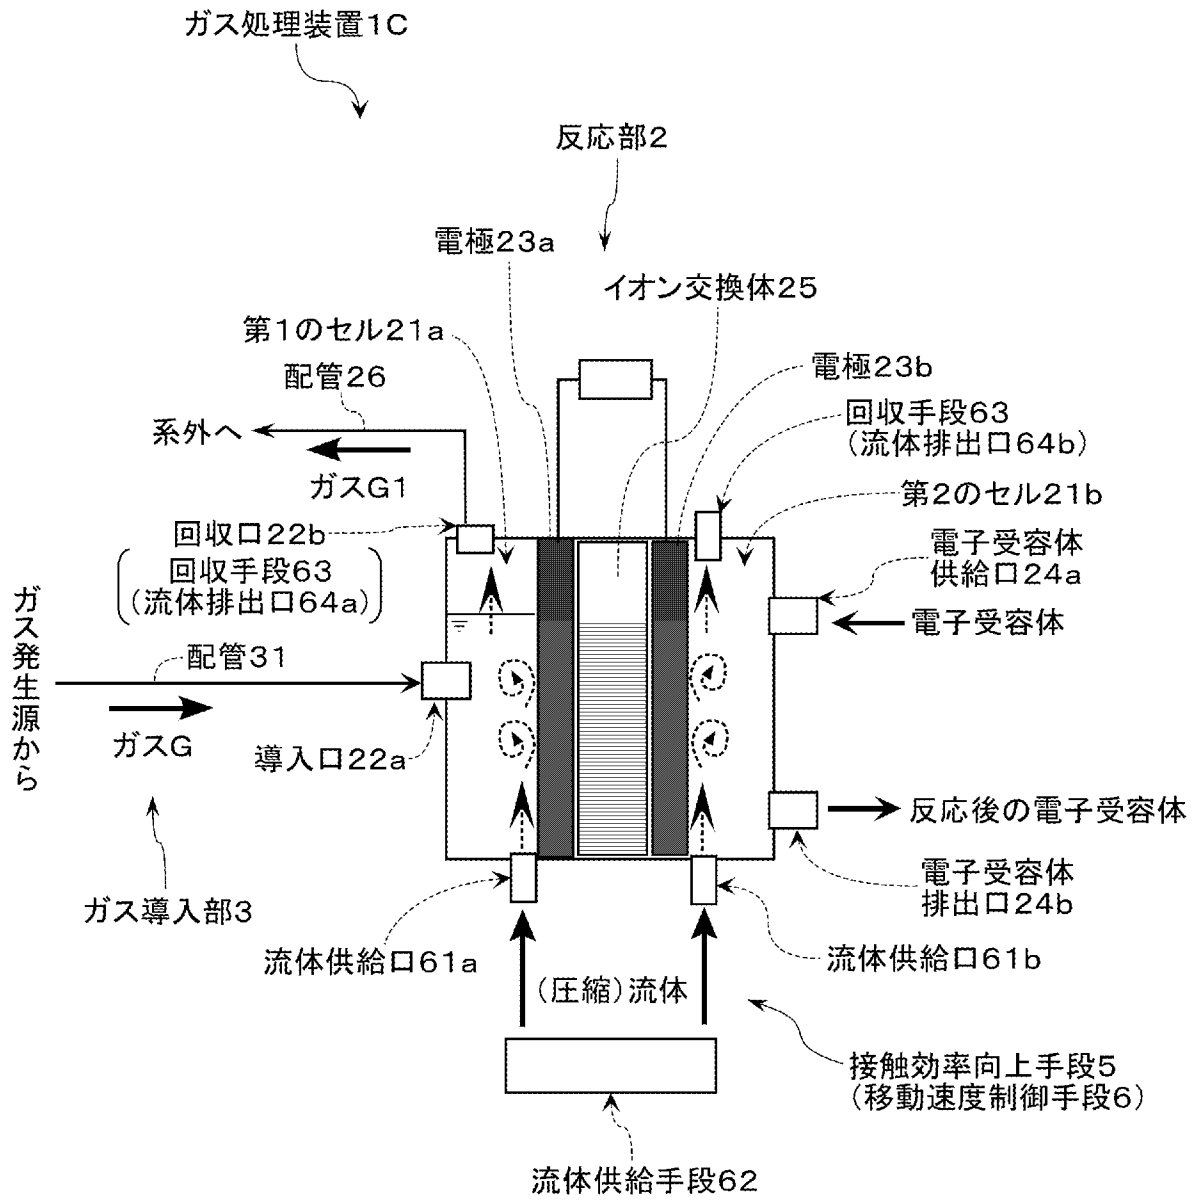 ガス処理装置1C
反応部2
電極23a
イオン交換体25
第1のセル21a
配管26
電極23b
系外へ
回収手段63
(流体排出口64b)
ガスG1
第2のセル21b
回収口22b
回収手段63
(流体排出口64a)
電子受容体
供給口24a
電子受容体
ガス発生源から
配管31
ガスG
導入口22a
反応後の電子受容体
電子受容体
排出口24b
ガス導入部3
流体供給口61a
流体供給口61b
(圧縮)流体
接触効率向上手段5
(移動速度制御手段6)
流体供給手段62